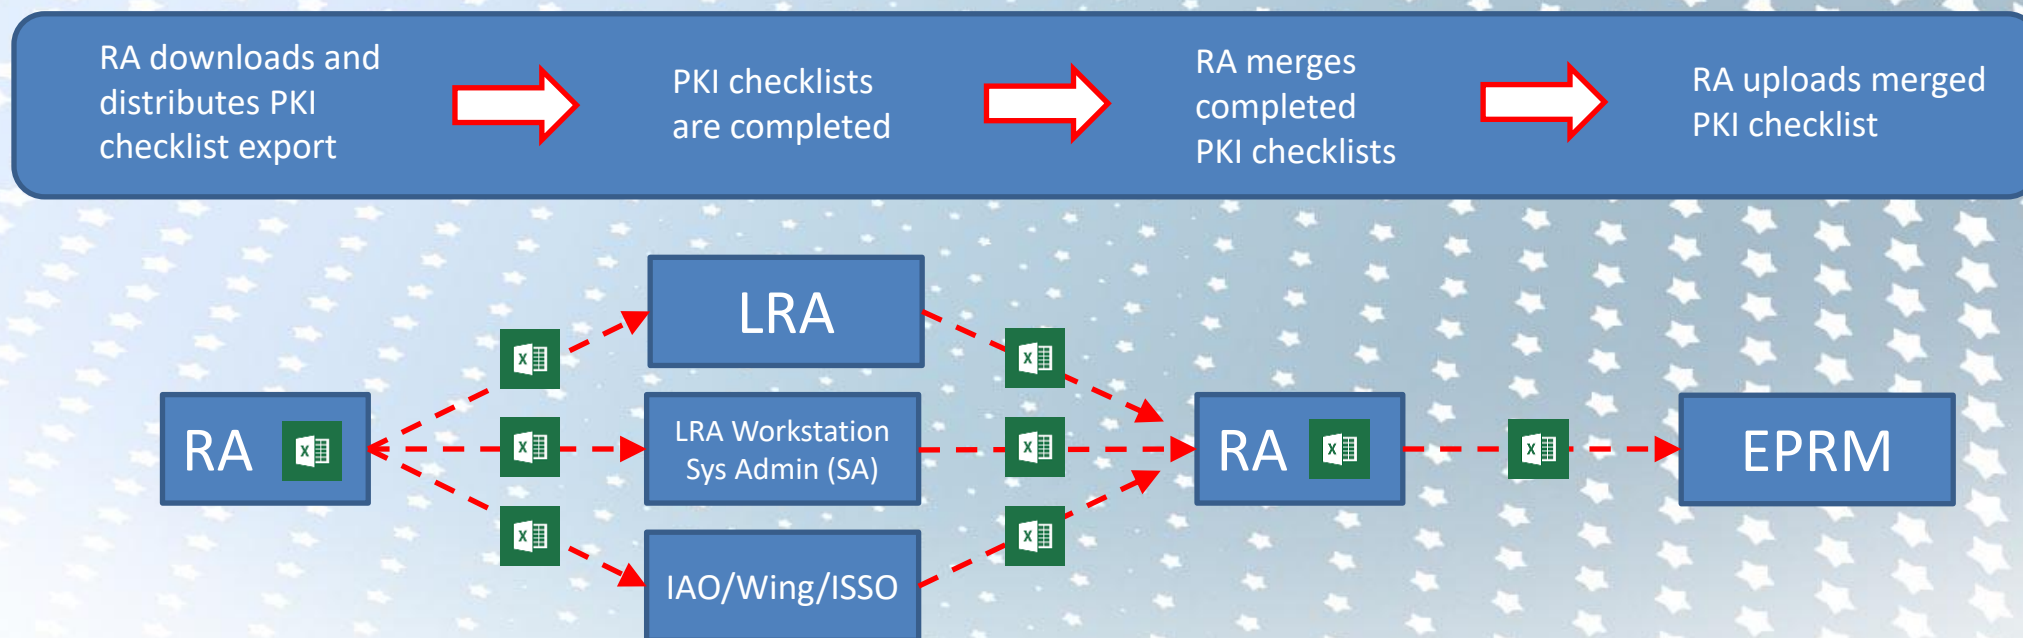 RA downloads and
distributes PKI
checklist export
PKI checklists
are completed
RA merges
completed
PKI checklists
RA uploads merged
PKI checklist
LRA
RA
LRA Workstation
Sys Admin (SA)
IAO/Wing/ISSO
RA
EPRM